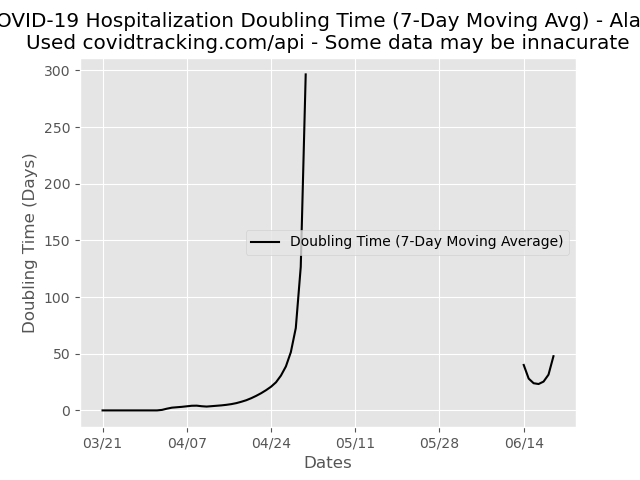 OVID-19 Hospitalization Doubling Time (7-Day Moving Avg) - Ala
Used covidtracking.com/api - Some data may be innacurate
300
250
200
150
100
50
0
Doubling Time (Days)
Doubling Time (7-Day Moving Average)
03/21 04/07 04/24 05/11 05/28 06/14
Dates